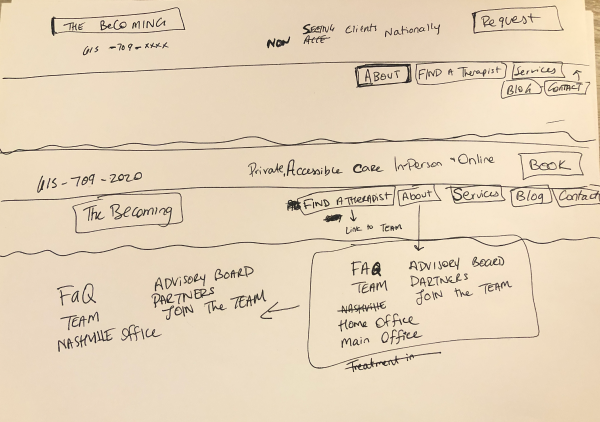 THE BECOMING
Request
615-709-xxxx
NOW SEEING Clients Nationally
ABOUT FIND A Therapist Services
BLOG CONTACT
615-709-2020 Private, Accessible care In-Person + Online BOOK
The Becoming FIND A THERAPIST About Services Blog Contact
Link to TEAM
FAQ ADVISORY BOARD
TEAM PARTNERS
NASHVILLE JOIN the TEAM
Home Office
Main Office
Treatment in
FaQ ADVISORY BOARD
TEAM PARTNERS
NASHVILLE Office JOIN The TEAM